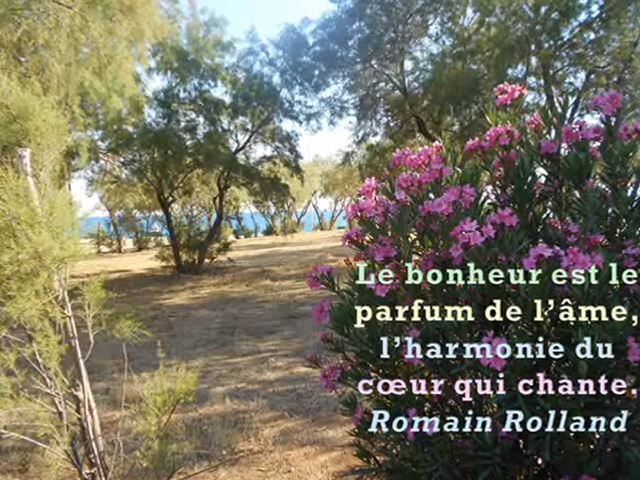 Le bonheur est le
parfum de l’âme,
l’harmonie du
cœur qui chante.
Romain Rolland